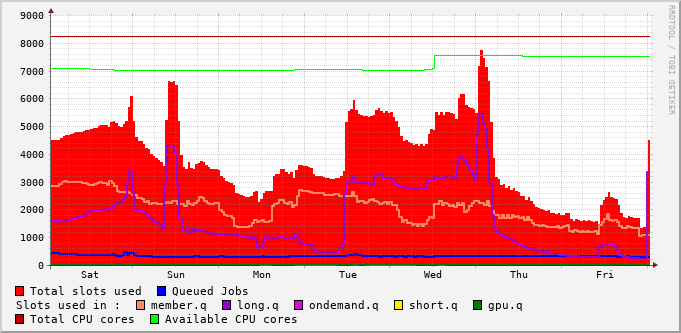 RRDTOOL / TOBI OETIKER
9000
8000
7000
6000
5000
4000
3000
2000
1000
0
Sat Sun Mon Tue Wed Thu Fri
Total slots used Queued Jobs
Slots used in : member.q long.q ondemand.q short.q gpu.q
Total CPU cores Available CPU cores